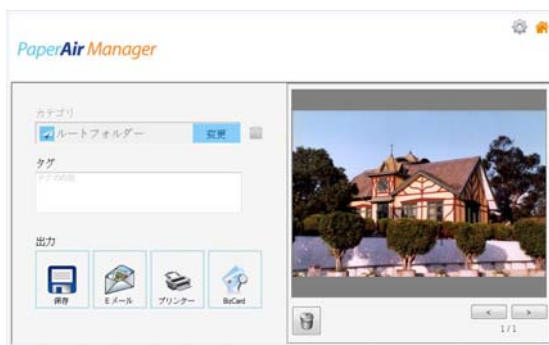 PaperAir Manager
カテゴリ
ルートフォルダー 変更
タグ
出力
保存 Eメール プリンター BizCard
< >
1/1